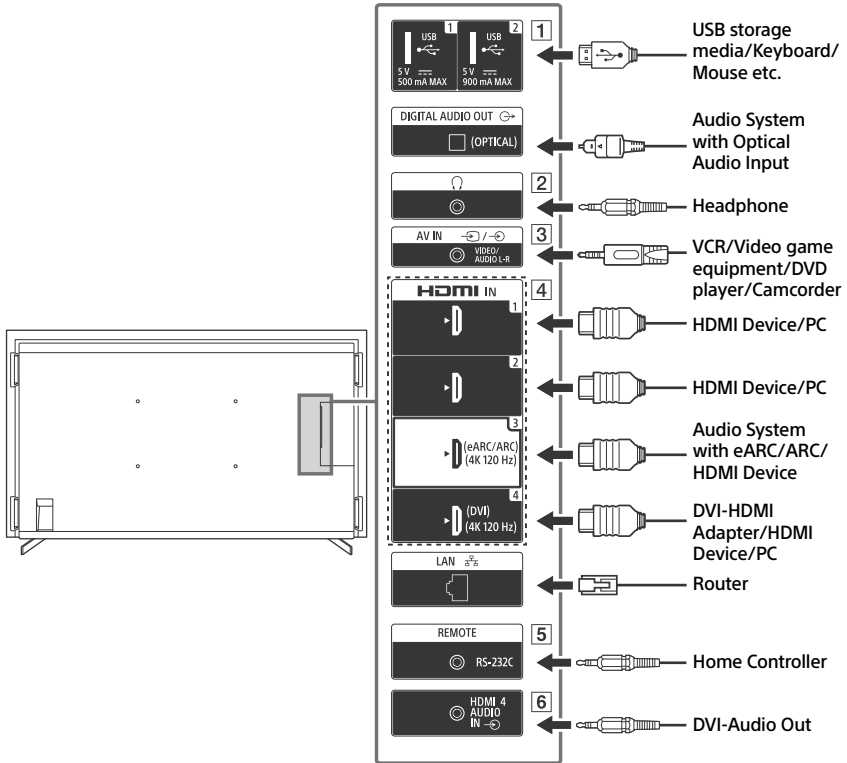 1
USB
5 V
500 mA MAX
2
USB
5 V
900 mA MAX
1
USB storage
media/Keyboard/
Mouse etc.
DIGITAL AUDIO OUT
(OPTICAL)
Audio System
with Optical
Audio Input
2
Headphone
AV IN
/
VIDEO/
AUDIO L-R
3
VCR/Video game
equipment/DVD
player/Camcorder
HDMI IN
4
1
HDMI Device/PC
2
HDMI Device/PC
3
(eARC/ARC)
(4K 120 Hz)
Audio System
with eARC/ARC/
HDMI Device
4
(DVI)
(4K 120 Hz)
DVI-HDMI
Adapter/HDMI
Device/PC
LAN
Router
REMOTE
5
RS-232C
Home Controller
HDMI 4
AUDIO
IN
6
DVI-Audio Out